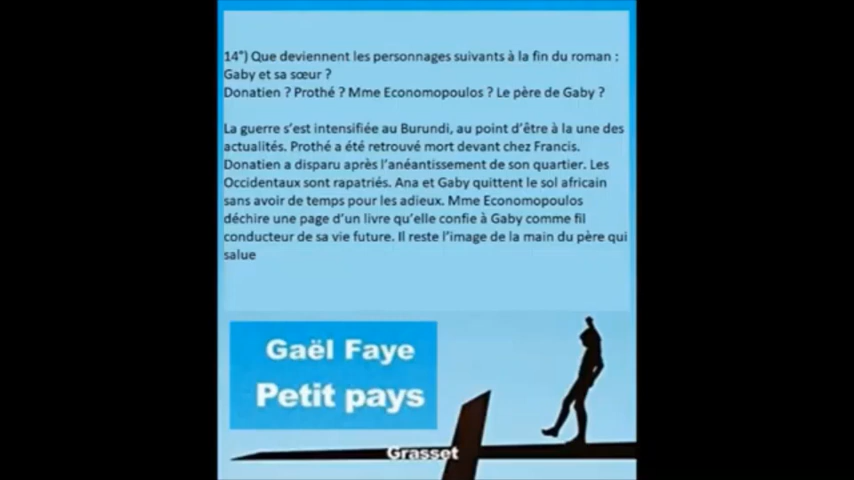 14°) Que deviennent les personnages suivants à la fin du roman :
Gaby et sa sœur ?
Donatien ? Prothé ? Mme Economopoulos ? Le père de Gaby ?
La guerre s'est intensifiée au Burundi, au point d'être à la une des
actualités. Prothé a été retrouvé mort devant chez Francis.
Donatien a disparu après l'anéantissement de son quartier. Les
Occidentaux sont rapatriés. Ana et Gaby quittent le sol africain
sans avoir de temps pour les adieux. Mme Economopoulos
déchire une page d'un livre qu'elle confie à Gaby comme fil
conducteur de sa vie future. Il reste l'image de la main du père qui
salue
Gaël Faye
Petit pays
Grasset